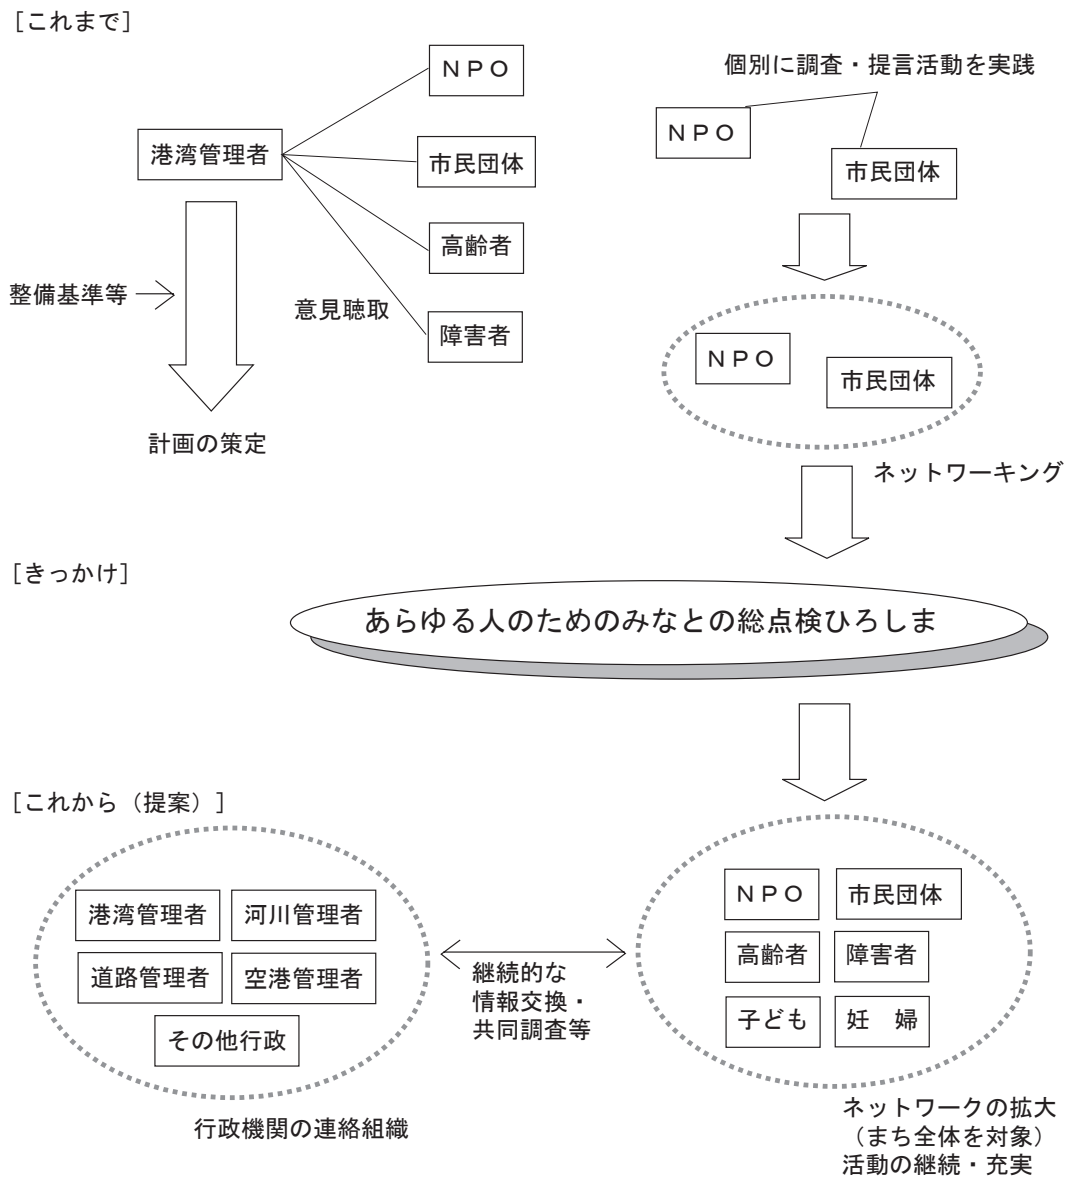 ［これまで］
ＮＰＯ
個別に調査・提言活動を実践
ＮＰＯ
港湾管理者
市民団体
市民団体
高齢者
整備基準等
意見聴取
障害者
ＮＰＯ
市民団体
計画の策定
ネットワーキング
［きっかけ］
あらゆる人のためのみなとの総点検ひろしま
［これから（提案）］
港湾管理者
河川管理者
道路管理者
空港管理者
その他行政
行政機関の連絡組織
継続的な
情報交換・
共同調査等
ＮＰＯ
市民団体
高齢者
障害者
子ども
妊　婦
ネットワークの拡大
（まち全体を対象）
活動の継続・充実